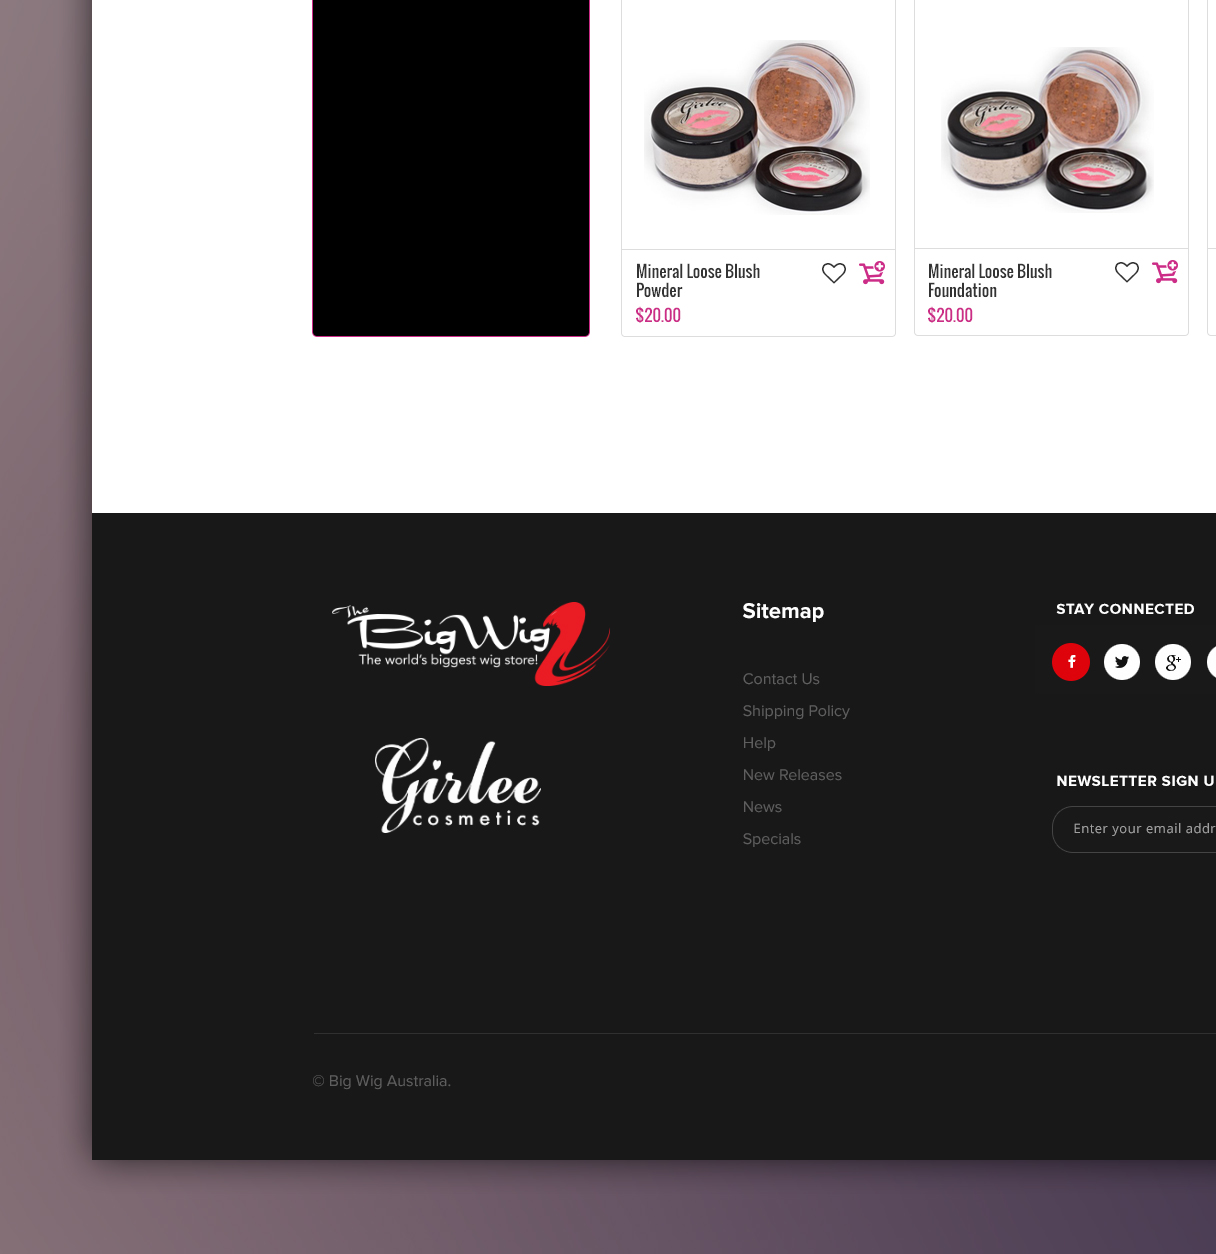 Girlee
Girlee
Mineral Loose Blush
Powder
$20.00
Mineral Loose Blush
Foundation
$20.00
The
Big Wig 2
The world's biggest wig store!
Girlee
cosmetics
Sitemap
Contact Us
Shipping Policy
Help
New Releases
News
Specials
STAY CONNECTED
f
g+
NEWSLETTER SIGN U
Enter your email addr
© Big Wig Australia.